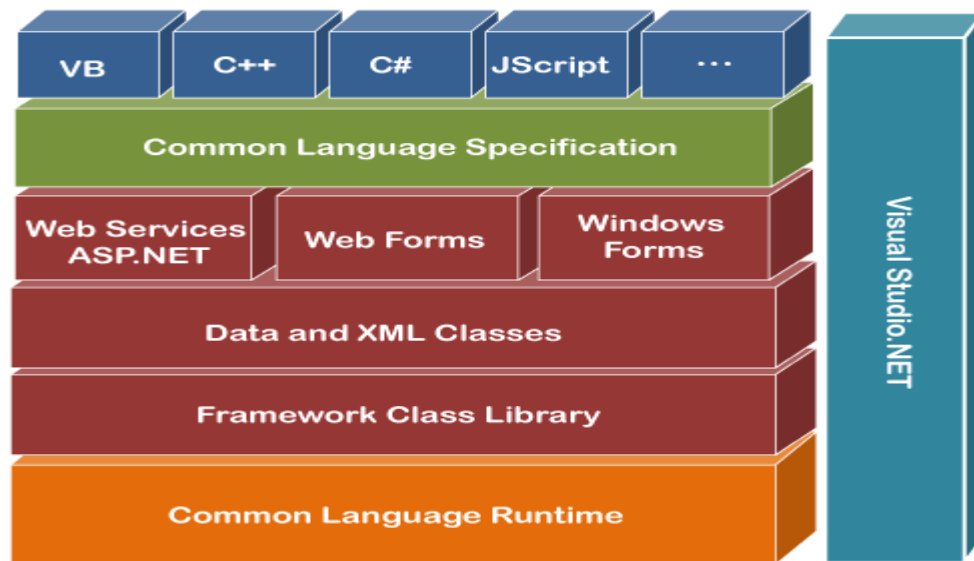 VB
C++
C#
JScript
...
Common Language Specification
Web Services
ASP.NET
Web Forms
Windows
Forms
Data and XML Classes
Framework Class Library
Common Language Runtime
Visual Studio.NET